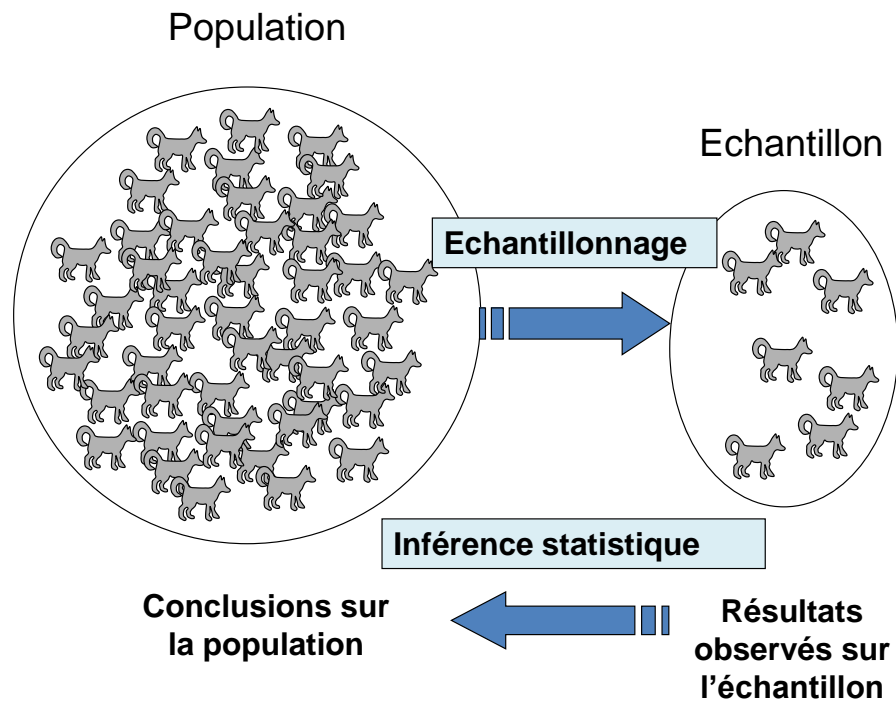 Population
Echantillon
Echantillonnage
Inférence statistique
Conclusions sur
la population
Résultats
observés sur
l'échantillon